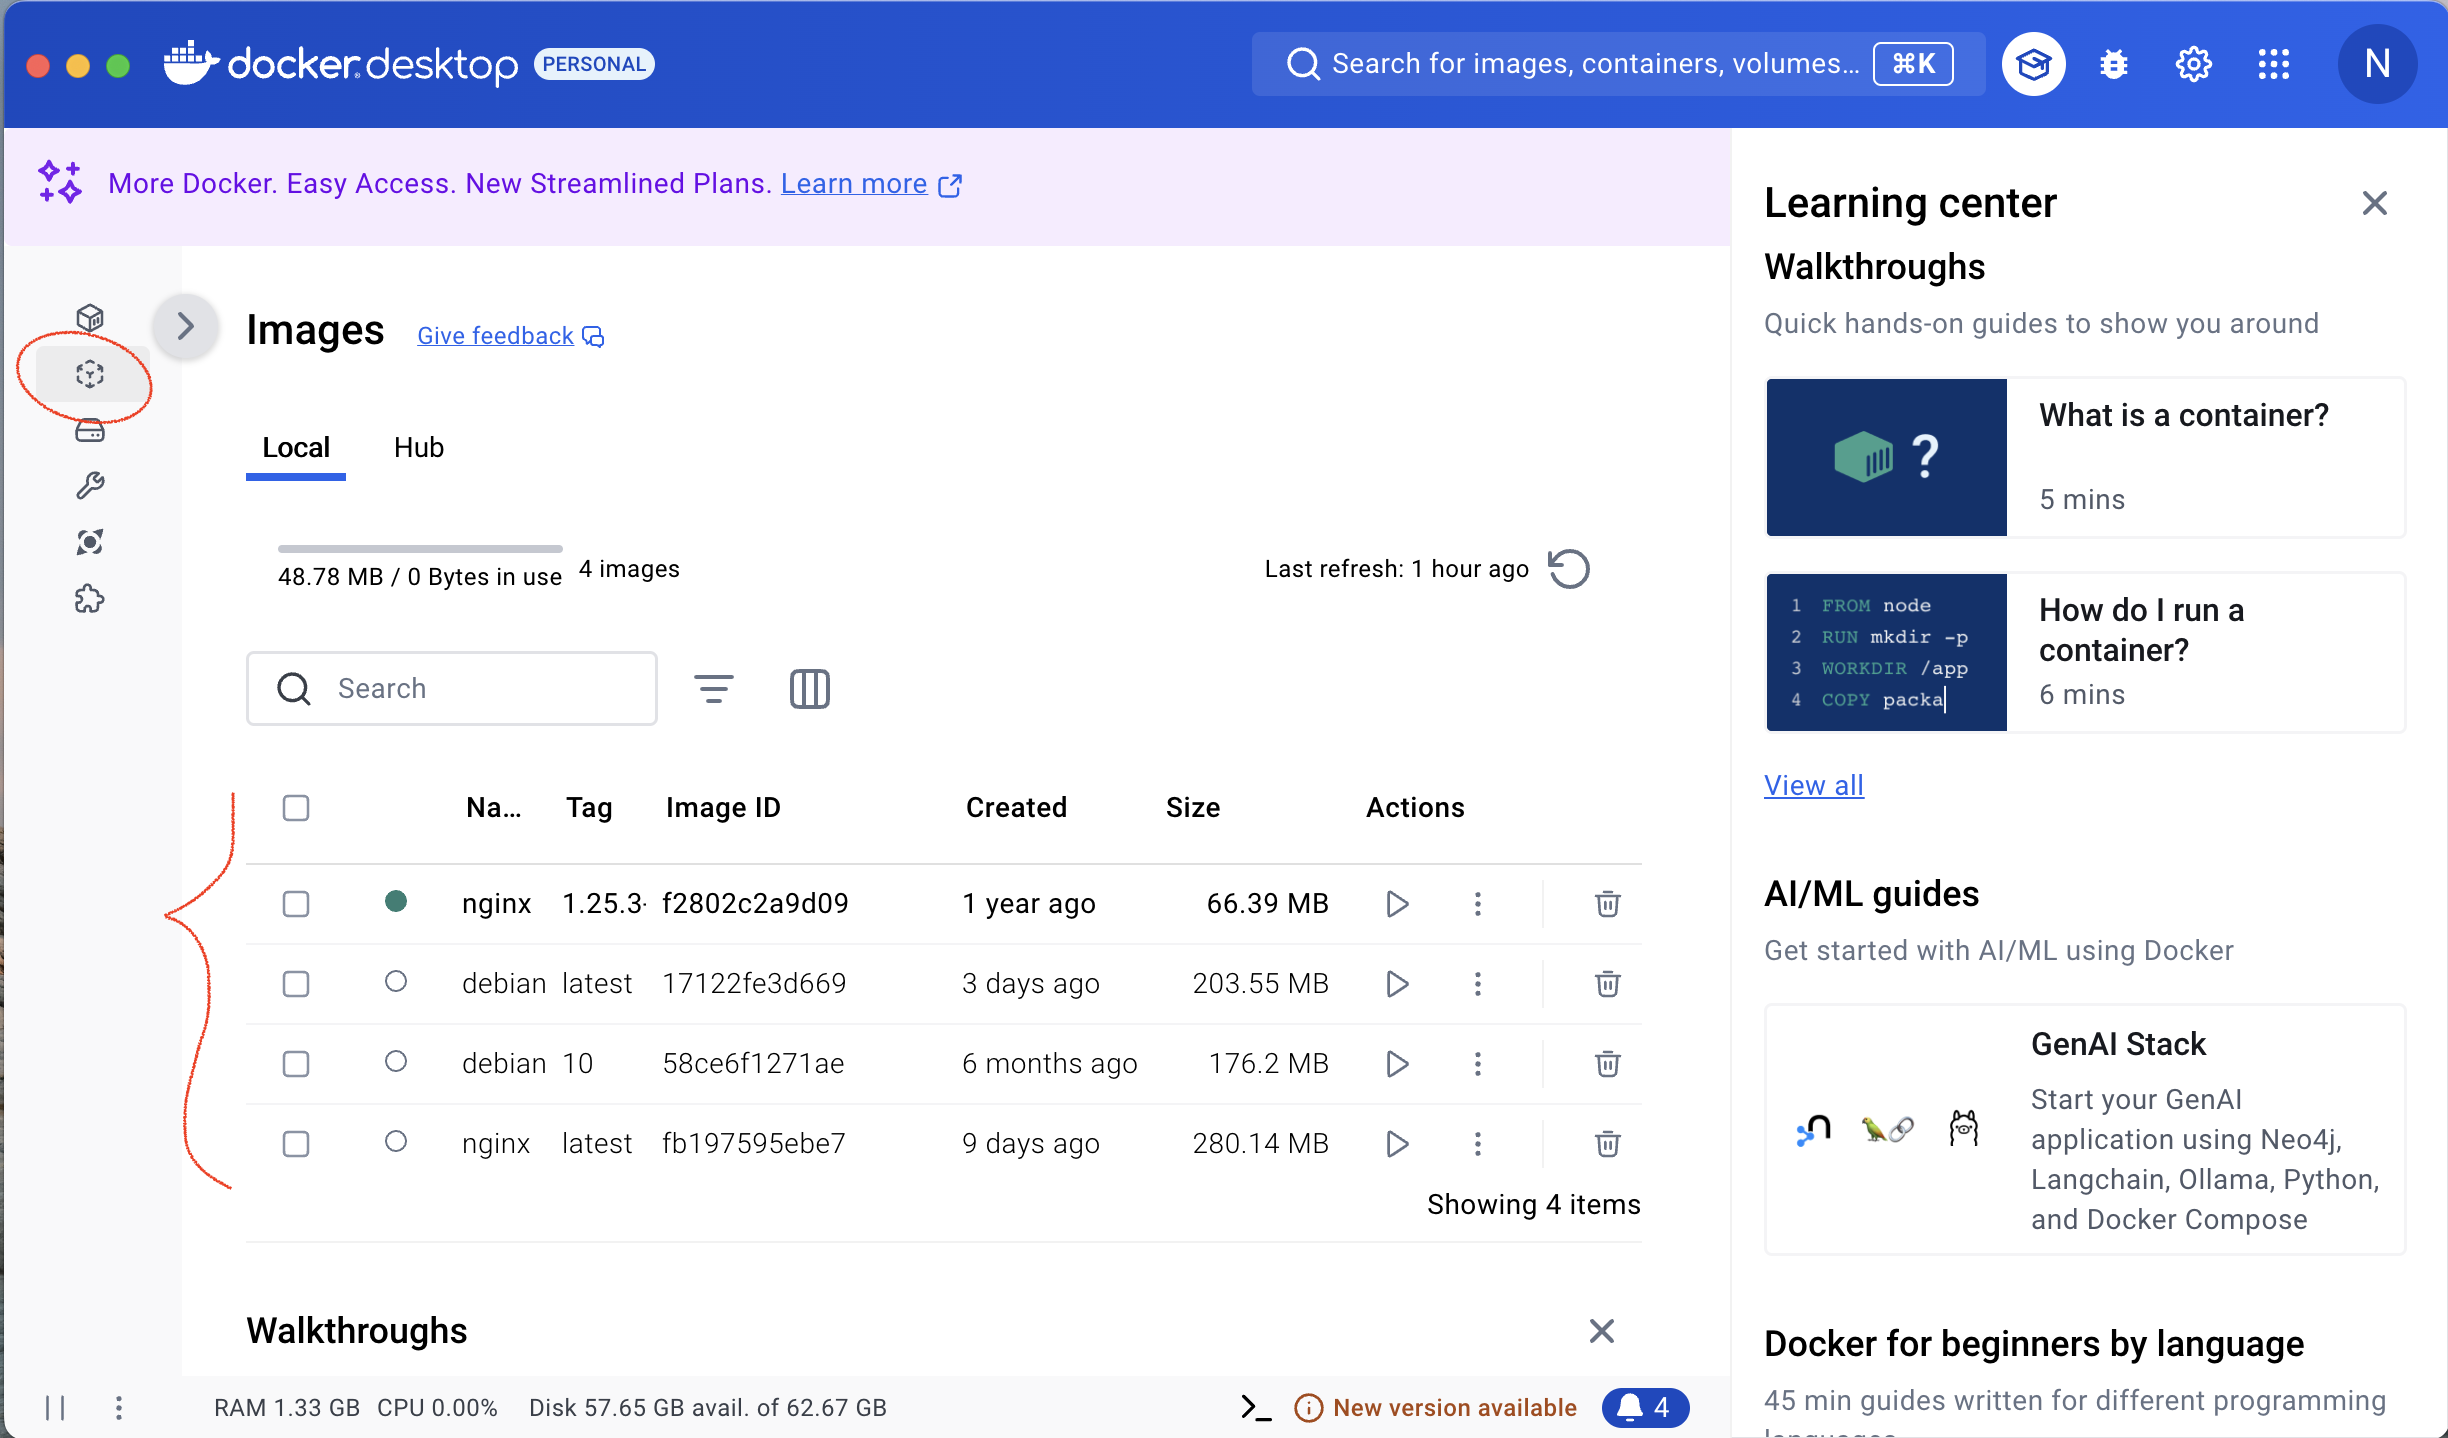 docker desktop PERSONAL
Search for images, containers, volumes... ⌘K
N
More Docker. Easy Access. New Streamlined Plans. Learn more
Images Give feedback
Local Hub
48.78 MB / 0 Bytes in use 4 images
Last refresh: 1 hour ago
Search
Na... Tag Image ID Created Size Actions
nginx 1.25.3- f2802c2a9d09 1 year ago 66.39 MB
debian latest 17122fe3d669 3 days ago 203.55 MB
debian 10 58ce6f1271ae 6 months ago 176.2 MB
nginx latest fb197595ebe7 9 days ago 280.14 MB
Showing 4 items
Walkthroughs
RAM 1.33 GB CPU 0.00% Disk 57.65 GB avail. of 62.67 GB
New version available 4
Learning center
Walkthroughs
Quick hands-on guides to show you around
?
What is a container?
5 mins
1 FROM node
2 RUN mkdir -p
3 WORKDIR /app
4 COPY packa
How do I run a
container?
6 mins
View all
AI/ML guides
Get started with AI/ML using Docker
GenAI Stack
Start your GenAI
application using Neo4j,
Langchain, Ollama, Python,
and Docker Compose
Docker for beginners by language
45 min guides written for different programming
languages